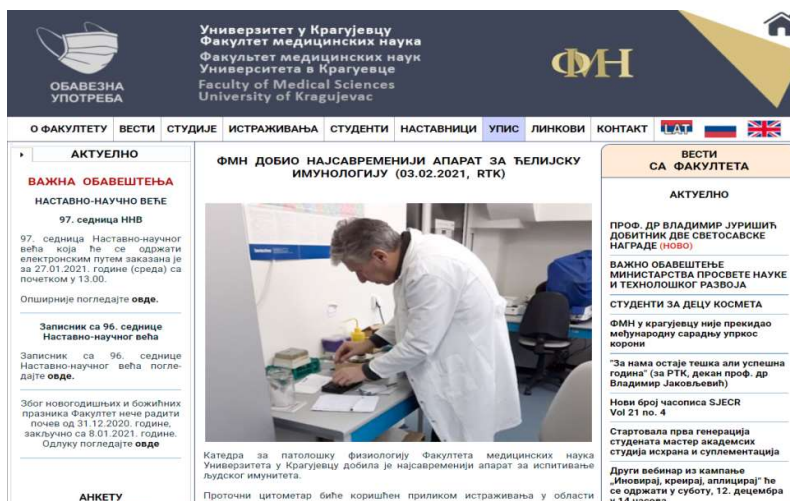 ОБАВЕЗНА
УПОТРЕБА
Универзитет у Крагујевцу
Факултет медицинских наука
Факультет медицинских наук
Университета в Крагуевце
Faculty of Medical Sciences
University of Kragujevac
ФМН
О ФАКУЛТЕТУ ВЕСТИ СТУДИЈЕ ИСТРАЖИВАЊА СТУДЕНТИ НАСТАВНИЦИ УПИС ЛИНКОВИ КОНТАКТ LAT
АКТУЕЛНО
ВАЖНА ОБАВЕШТЕЊА
НАСТАВНО-НАУЧНО ВЕЋЕ
97. седница ННВ
97. седница Наставно-научног
већа која ће се одржати
електронским путем заказана је
за 27.01.2021. године (среда) са
почетком у 13.00.
Опширније погледајте овде.
Записник са 96. седнице
Наставно-научног већа
Записник са 96. седнице
Наставно-научног већа погле-
дајте овде.
Због новогодишњих и божићних
празника Факултет неће радити
почев од 31.12.2020. године,
закључно са 8.01.2021. године.
Одлуку погледајте овде
АНКЕТУ
ФМН ДОБИО НАЈСАВРЕМЕНИЈИ АПАРАТ ЗА ЋЕЛИЈСКУ
ИМУНОЛОГИЈУ (03.02.2021, RTK)
Катедра за патолошку физиологију Факултета медицинских наука
Универзитета у Крагујевцу добила је најсавременији апарат за испитивање
људског имунитета.
Проточни цитометар биће коришћен приликом истраживања у области
ВЕСТИ
СА ФАКУЛТЕТА
АКТУЕЛНО
ПРОФ. ДР ВЛАДИМИР ЈУРИШИЋ
ДОБИТНИК ДВЕ СВЕТОСАВСКЕ
НАГРАДЕ (НОВО)
ВАЖНО ОБАВЕШТЕЊЕ
МИНИСТАРСТВА ПРОСВЕТЕ НАУКЕ
И ТЕХНОЛОШКОГ РАЗВОЈА
СТУДЕНТИ ЗА ДЕЦУ КОСМЕТА
ФМН у крагујевцу није прекидао
међународну сарадњу упркос
корони
"За нама остаје тешка али успешна
година" (за РТК, декан проф. др
Владимир Јаковљевић)
Нови број часописа SJECR
Vol 21 no. 4
Стартовала прва генерација
студената мастер академсих
студија исхрана и суплементација
Други вебинар из кампање
„Иновирај, креирај, аплицирај" ће
се одржати у суботу, 12. децембра
у 14 часова